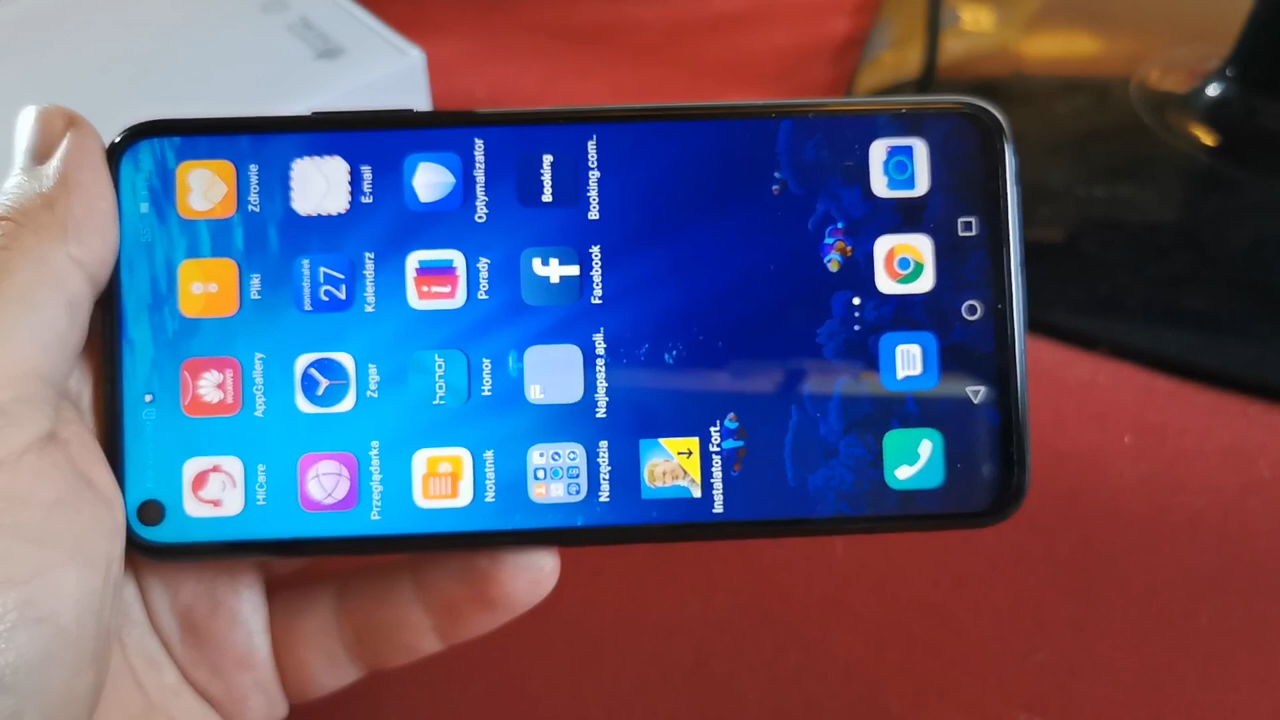 HUAWEI
HiCare
AppGallery
Pliki
Zdrowie
poniedziałek
27
Przeglądarka
Zegar
Kalendarz
E-mail
honor
Notatnik
Honor
Porady
Optymalizator
Booking
Narzędzia
Najlepsze apli..
Facebook
Booking.com..
Instalator Fort..